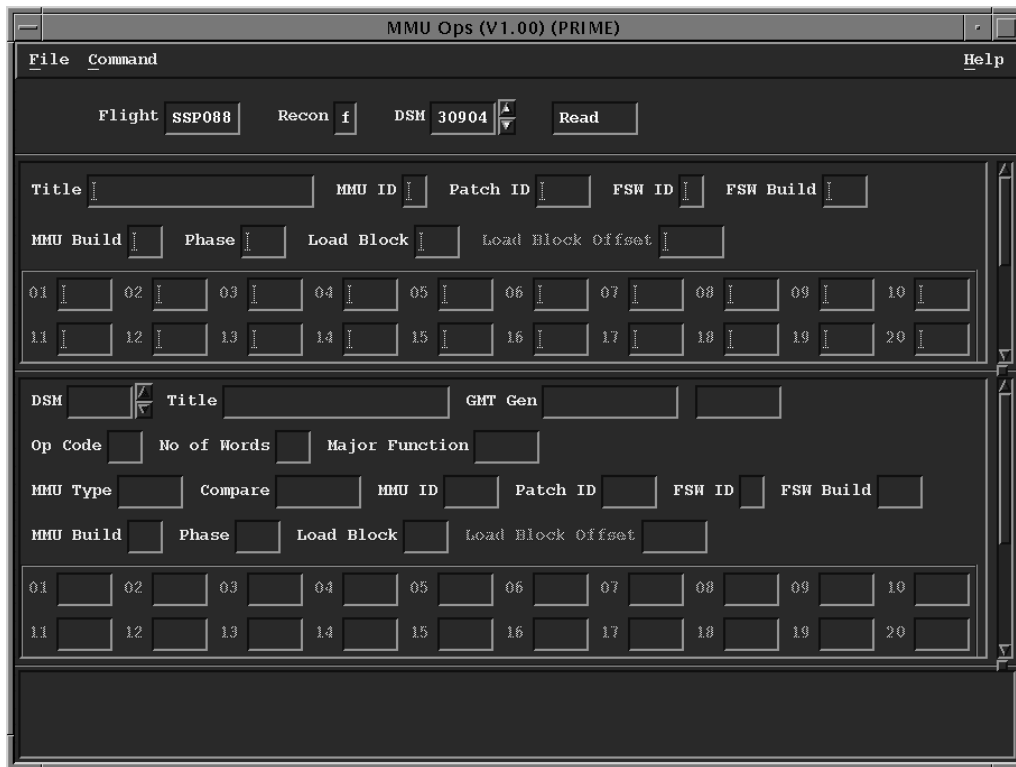 MMU Ops (V1.00) (PRIME)
File Command Help
Flight SSP088 Recon f DSM 30904 Read
Title MMU ID Patch ID FSW ID FSW Build
MMU Build Phase Load Block Load Block Offset
01 02 03 04 05 06 07 08 09 10
11 12 13 14 15 16 17 18 19 20
DSM Title GMT Gen
Op Code No of Words Major Function
MMU Type Compare MMU ID Patch ID FSW ID FSW Build
MMU Build Phase Load Block Load Block Offset
01 02 03 04 05 06 07 08 09 10
11 12 13 14 15 16 17 18 19 20